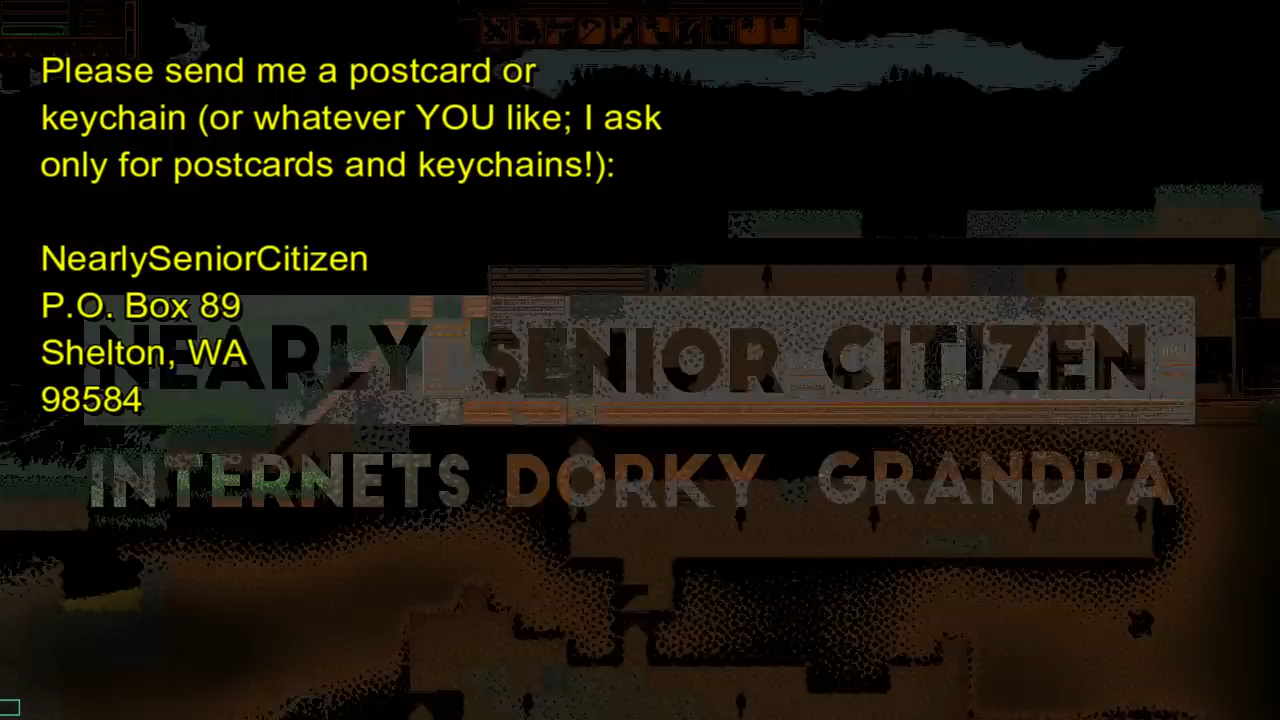 Please send me a postcard or
keychain (or whatever YOU like; I ask
only for postcards and keychains!):
NearlySeniorCitizen
P.O. Box 89
Shelton, WA
98584
NEARLY SENIOR CITIZEN
INTERNETS DORKY GRANDPA